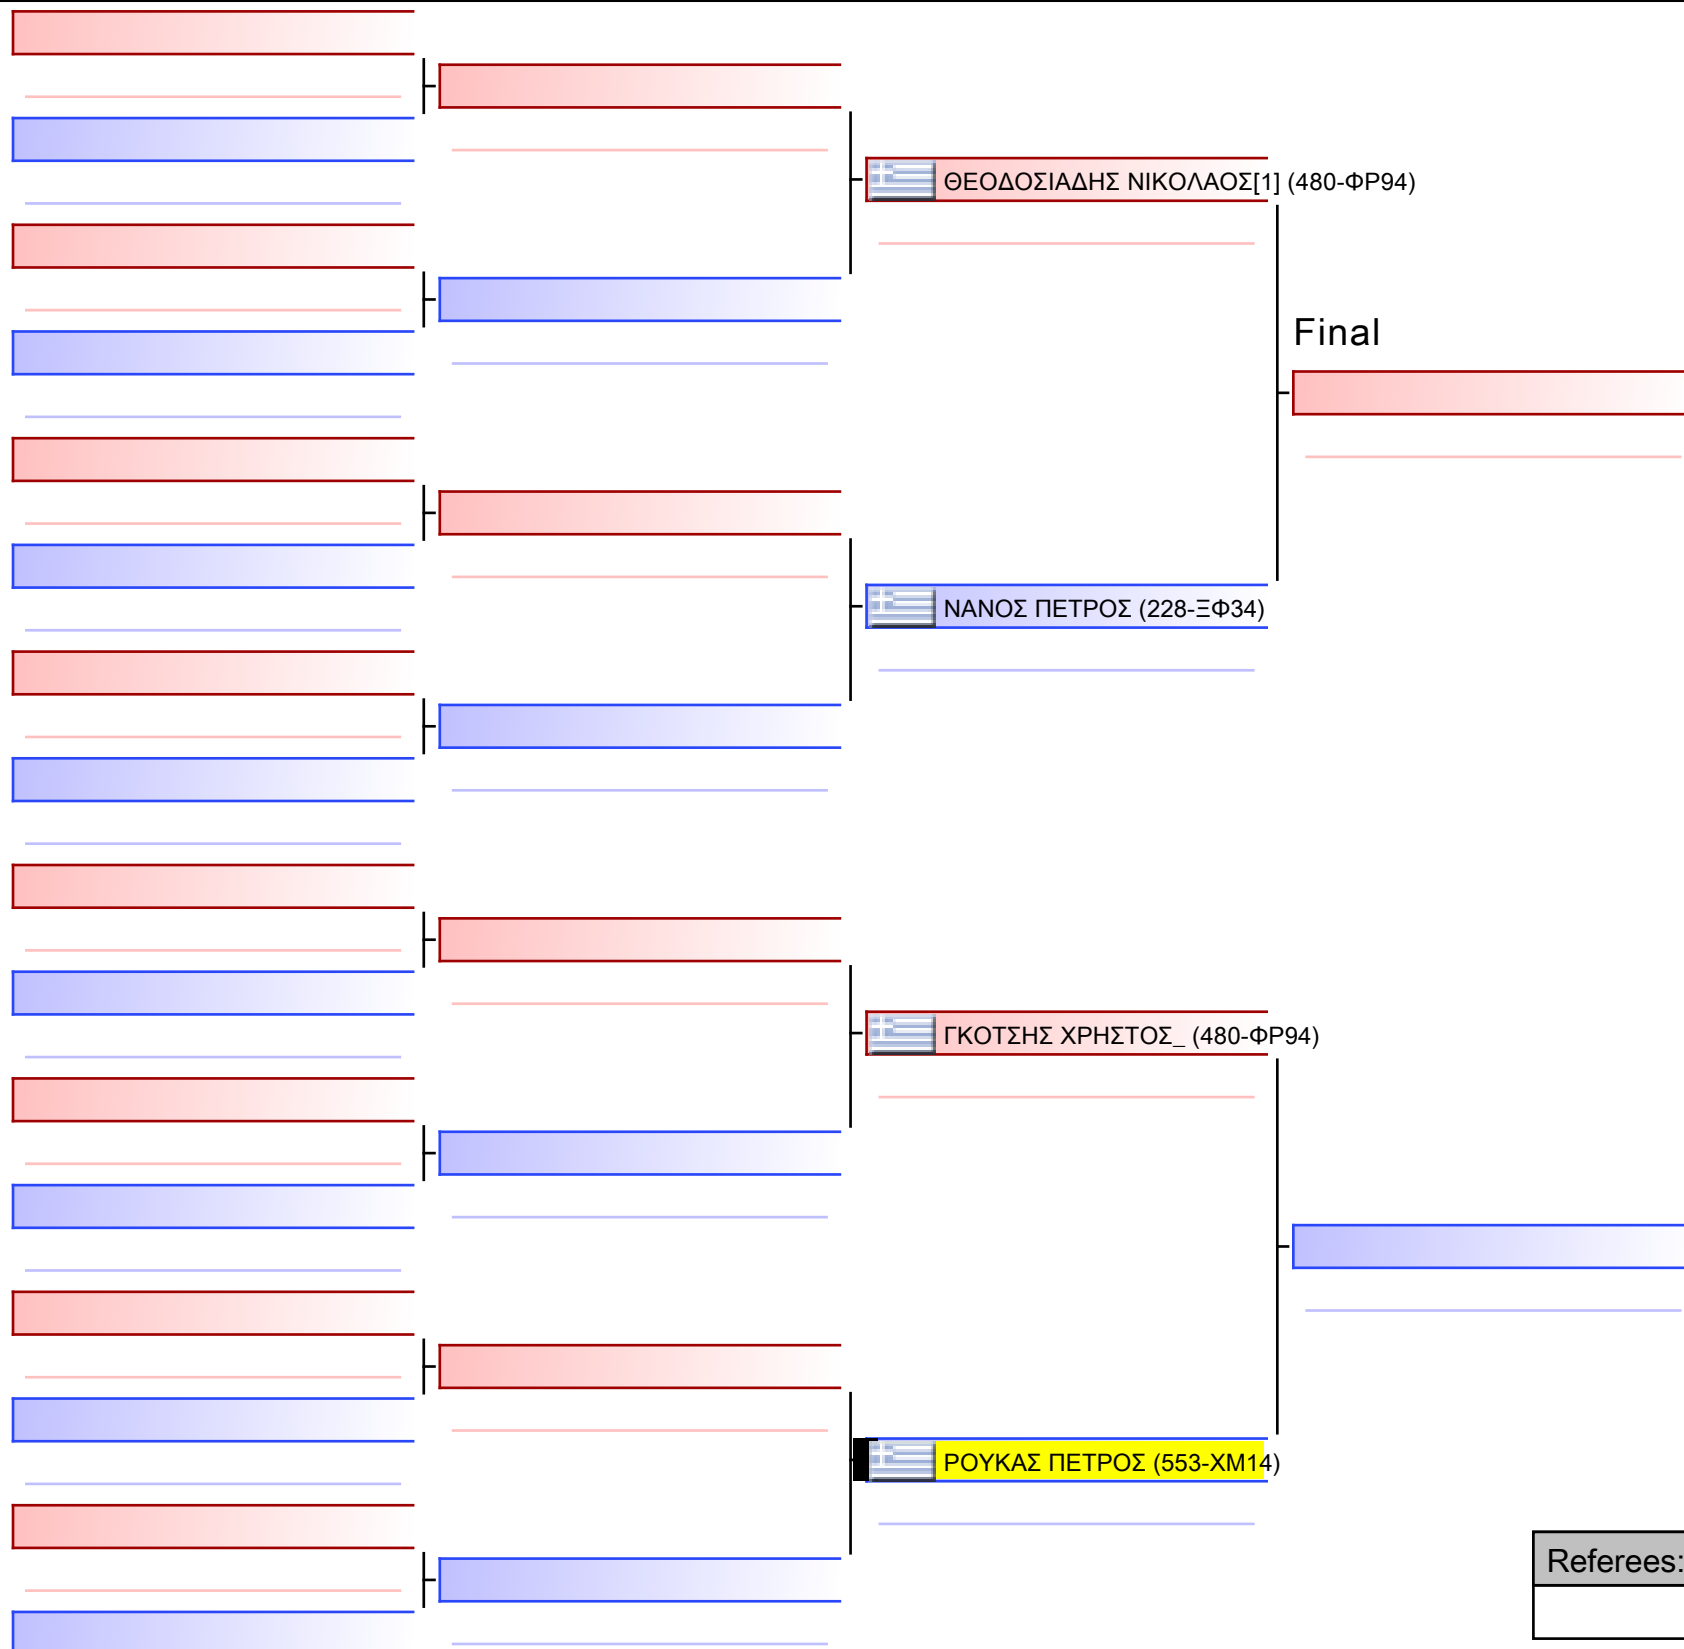 ΘΕΟΔΟΣΙΑΔΗΣ ΝΙΚΟΛΑΟΣ[1] (480-ΦΡ94)
Final
ΝΑΝΟΣ ΠΕΤΡΟΣ (228-ΞΦ34)
ΓΚΟΤΣΗΣ ΧΡΗΣΤΟΣ_ (480-ΦΡ94)
ΡΟΥΚΑΣ ΠΕΤΡΟΣ (553-ΧΜ14)
Referees: